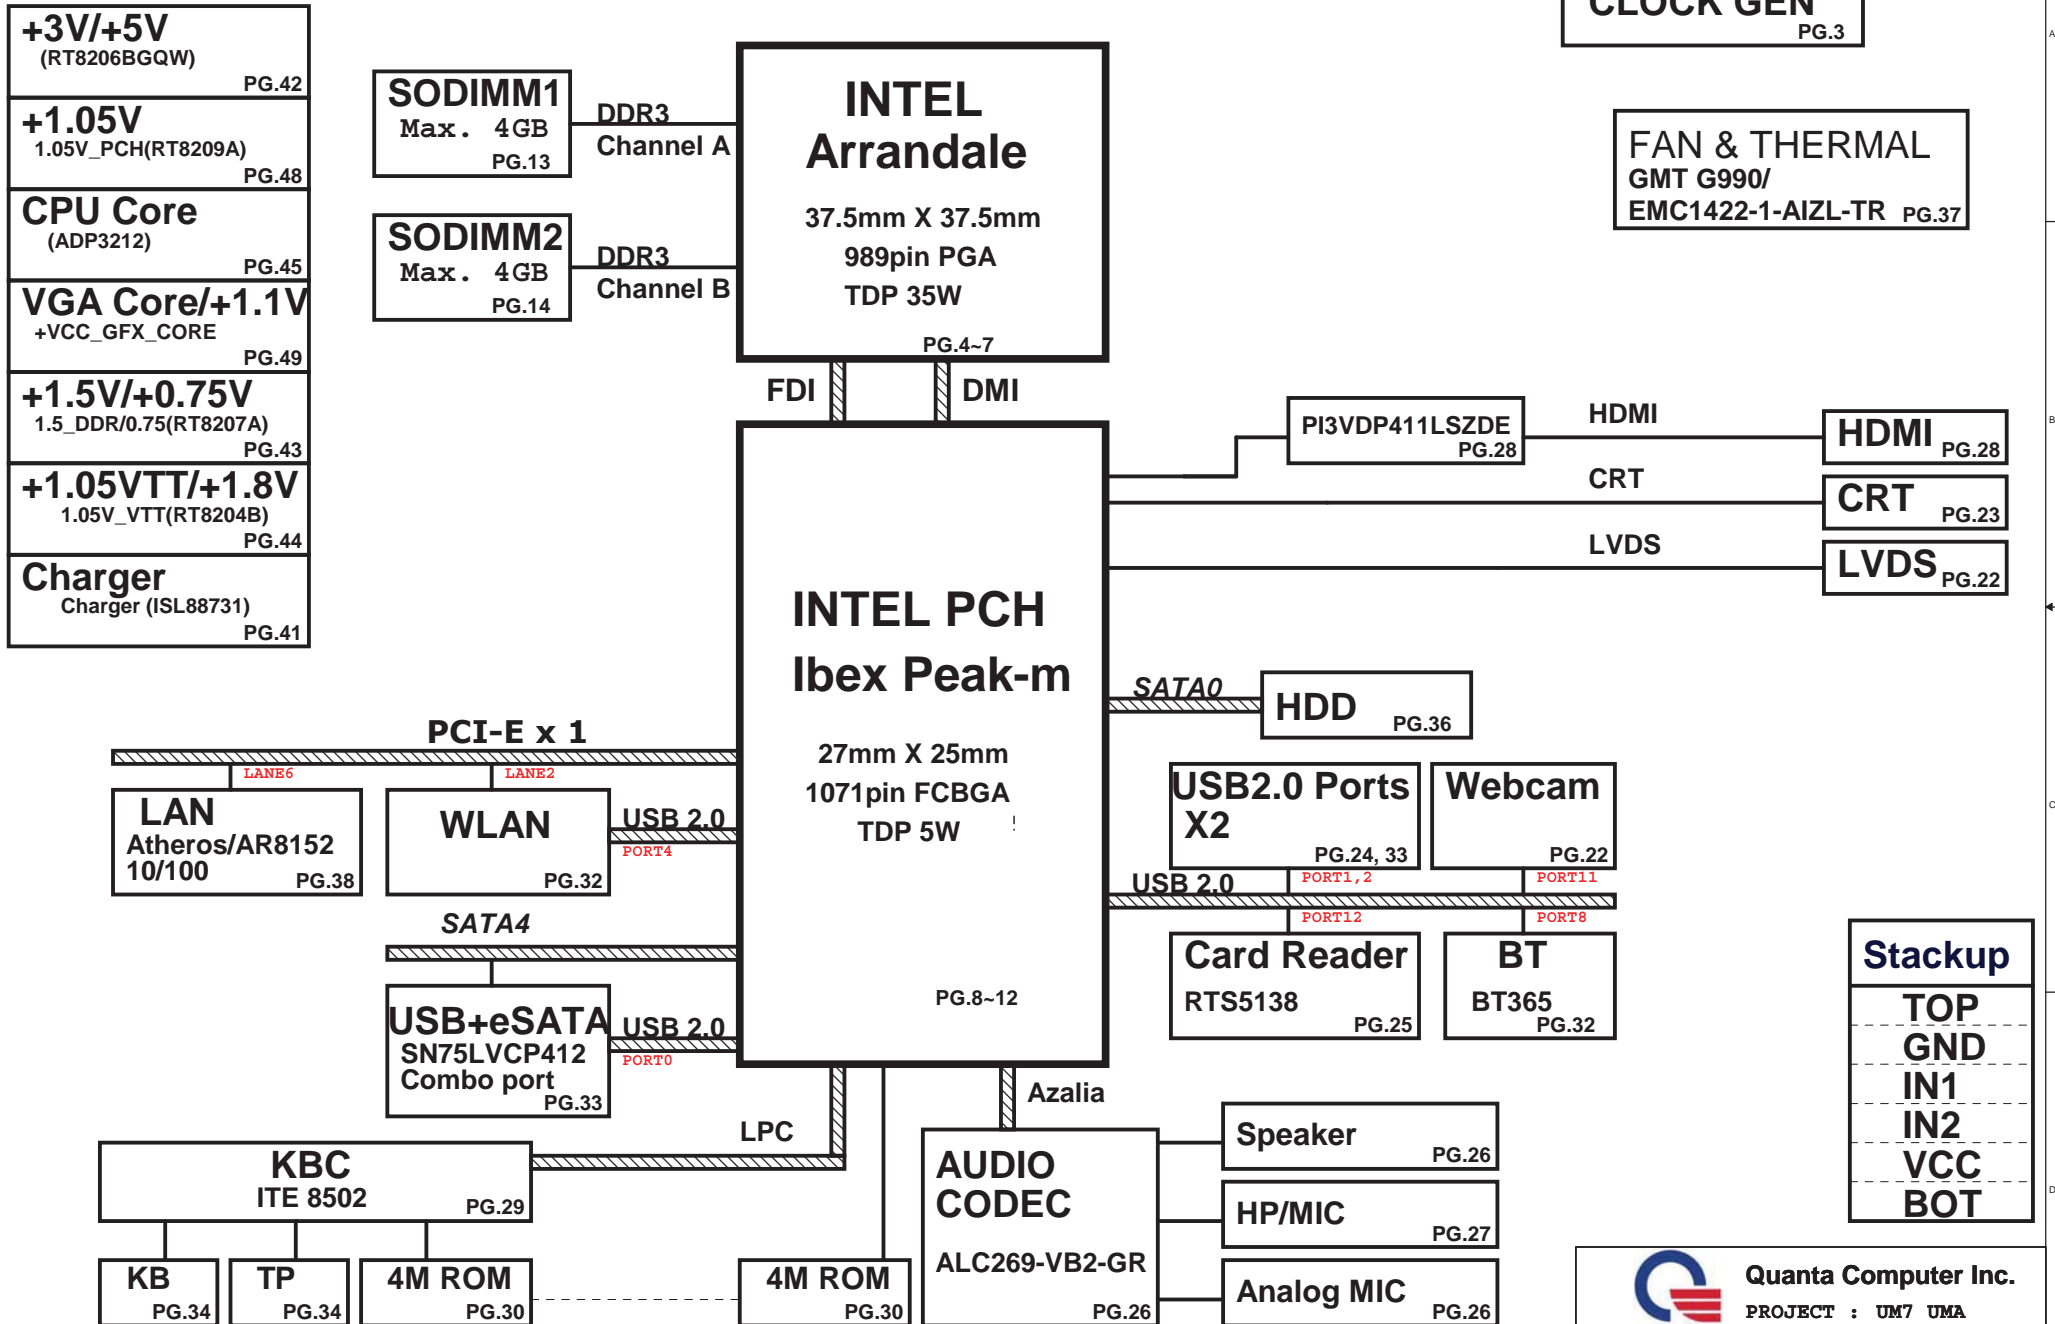 +3V/+5V
(RT8206BGQW)
PG.42
+1.05V
1.05V_PCH(RT8209A)
PG.48
CPU Core
(ADP3212)
PG.45
VGA Core/+1.1V
+VCC_GFX_CORE
PG.49
+1.5V/+0.75V
1.5_DDR/0.75(RT8207A)
PG.43
+1.05VTT/+1.8V
1.05V_VTT(RT8204B)
PG.44
Charger
Charger (ISL88731)
PG.41
SODIMM1
Max. 4GB
PG.13
DDR3
Channel A
SODIMM2
Max. 4GB
PG.14
DDR3
Channel B
INTEL
Arrandale
37.5mm X 37.5mm
989pin PGA
TDP 35W
PG.4~7
CLOCK GEN
PG.3
FAN & THERMAL
GMT G990/
EMC1422-1-AIZL-TR PG.37
FDI
DMI
PI3VDP411LSZDE
PG.28
HDMI
HDMI PG.28
CRT
CRT PG.23
LVDS
LVDS PG.22
INTEL PCH
Ibex Peak-m
27mm X 25mm
1071pin FCBGA
TDP 5W !
PG.8~12
SATA0
HDD PG.36
PCI-E x 1
LANE6
LANE2
LAN
Atheros/AR8152
10/100 PG.38
WLAN
PG.32
USB 2.0
PORT4
USB2.0 Ports
X2
PG.24, 33
Webcam
PG.22
USB 2.0
PORT1,2
PORT11
PORT12
PORT8
Card Reader
RTS5138
PG.25
BT
BT365
PG.32
SATA4
USB+eSATA
SN75LVCP412
Combo port
PG.33
USB 2.0
PORT0
Stackup
TOP
GND
IN1
IN2
VCC
BOT
LPC
Azalia
KBC
ITE 8502
PG.29
KB
PG.34
TP
PG.34
4M ROM
PG.30
4M ROM
PG.30
AUDIO
CODEC
ALC269-VB2-GR
PG.26
Speaker
PG.26
HP/MIC
PG.27
Analog MIC
PG.26
Quanta Computer Inc.
PROJECT : UM7 UMA
A
B
C
D